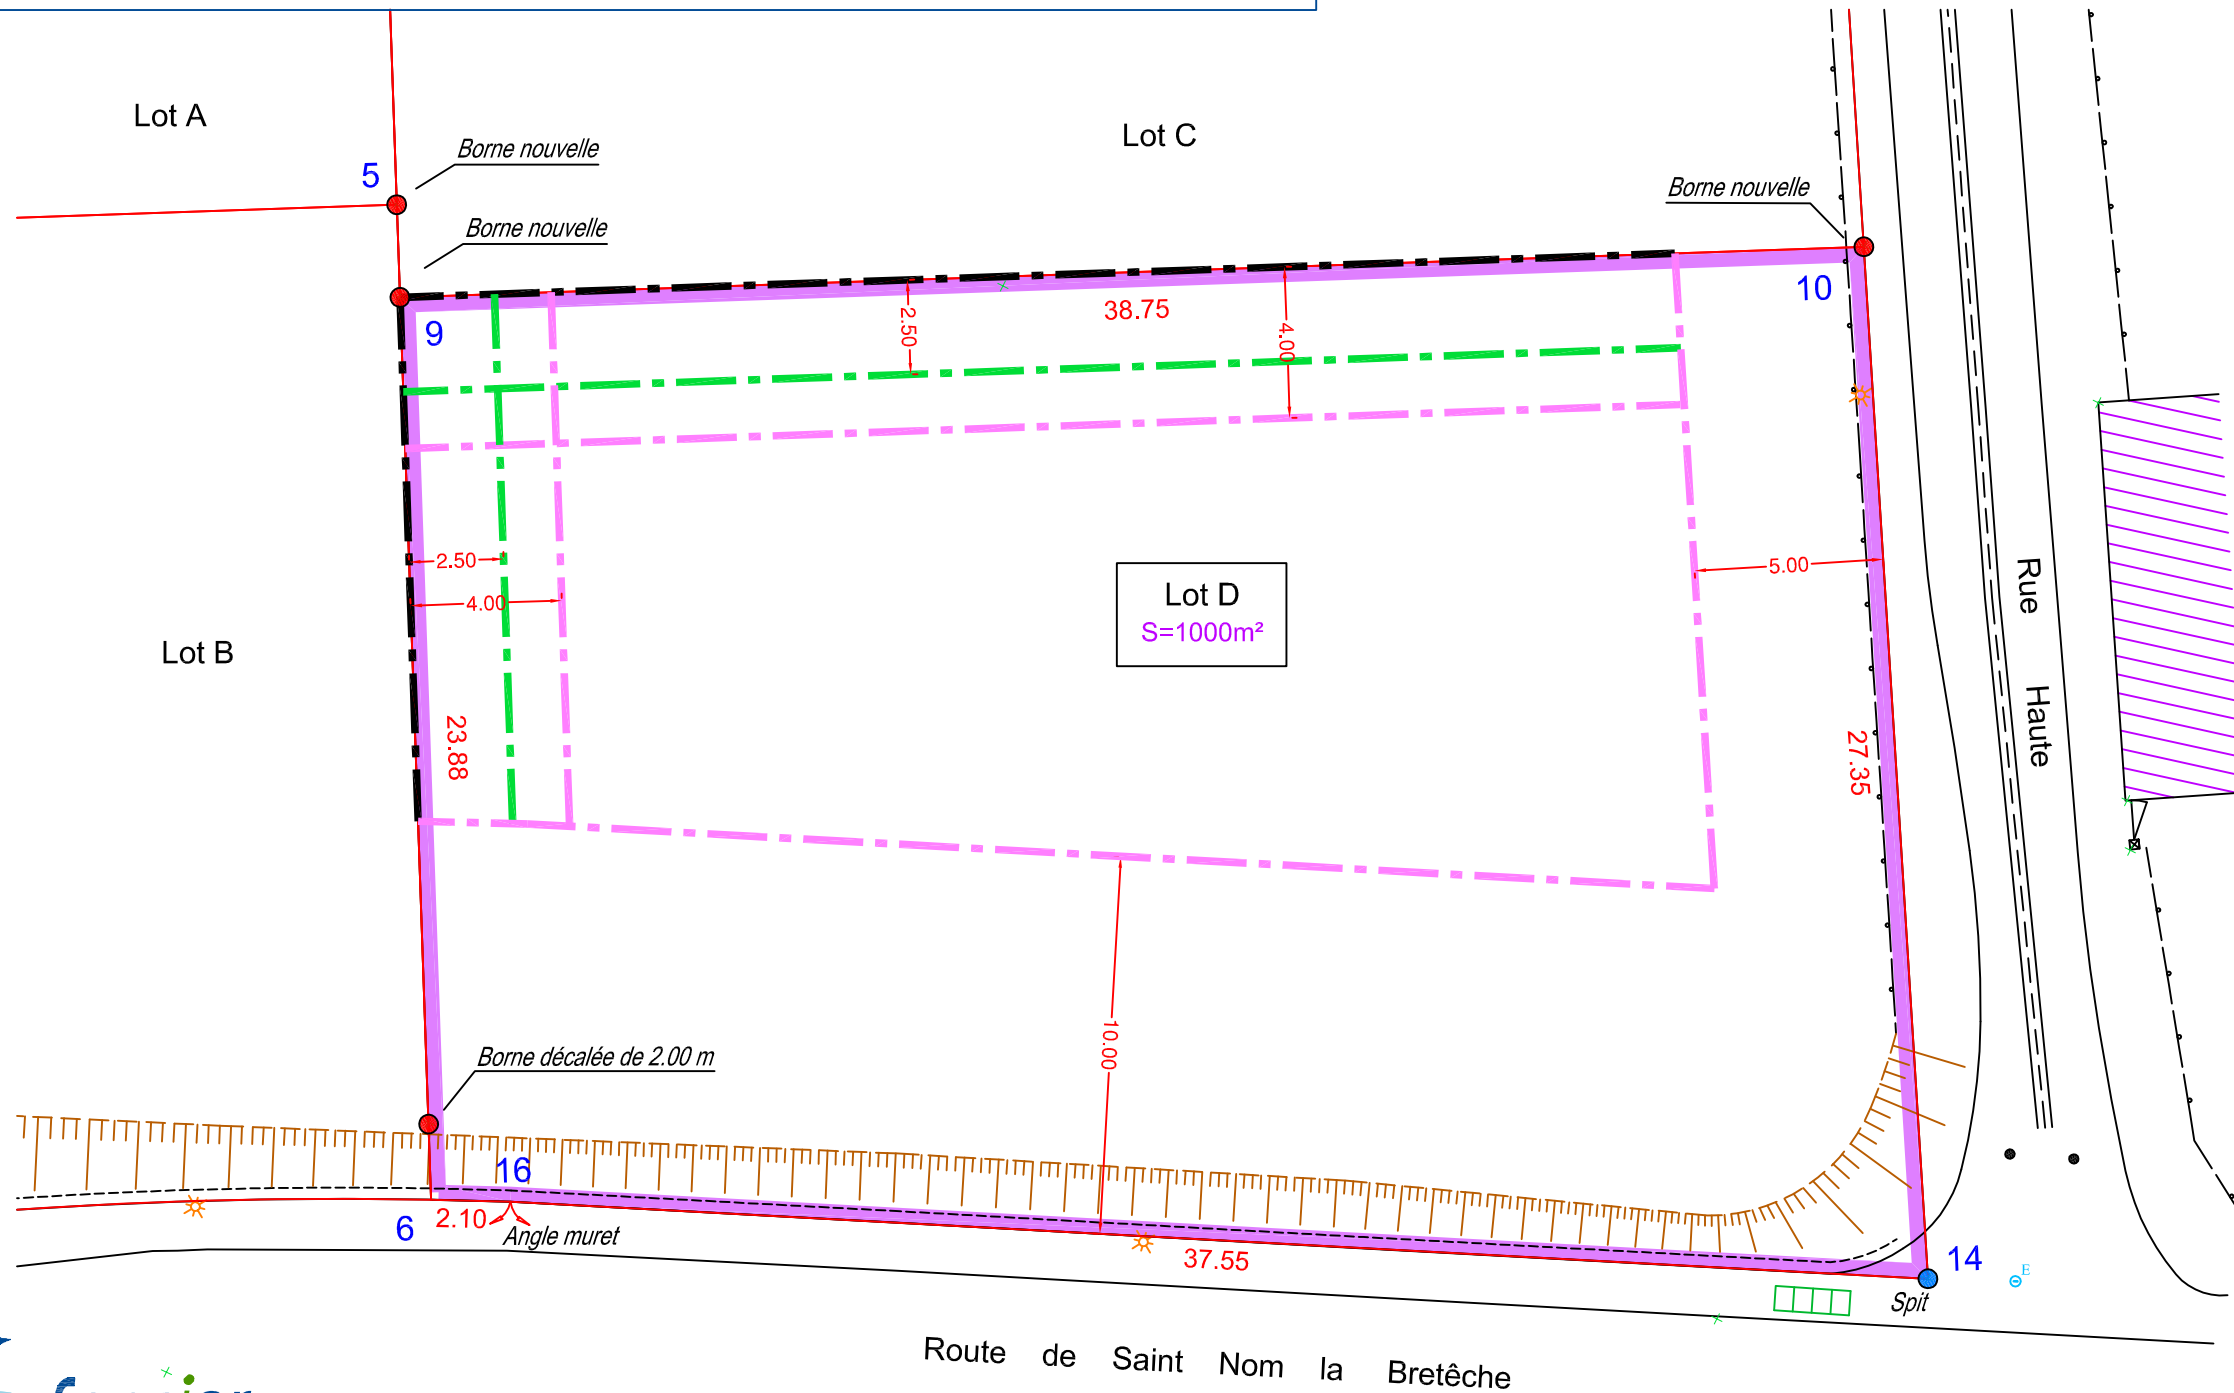 Lot A
Lot C
Borne nouvelle
5
Borne nouvelle
Borne nouvelle
9
10
38.75
2.50
4.00
2.50
4.00
5.00
Lot D
S=1000m²
Lot B
23.88
27.35
Rue Haute
10.00
Borne décalée de 2.00 m
16
6
2.10
Angle muret
37.55
14
E
Spit
Route de Saint Nom la Bretêche